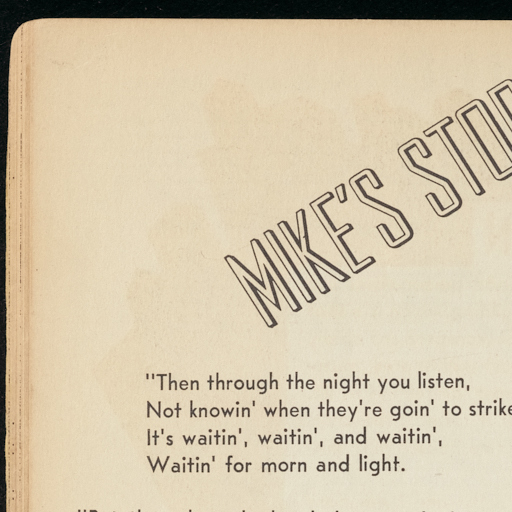 MIKE'S
"Then through the night you listen,
Not knowin' when they're goin' to strike
It's waitin', waitin', and waitin',
Waitin' for morn and light.